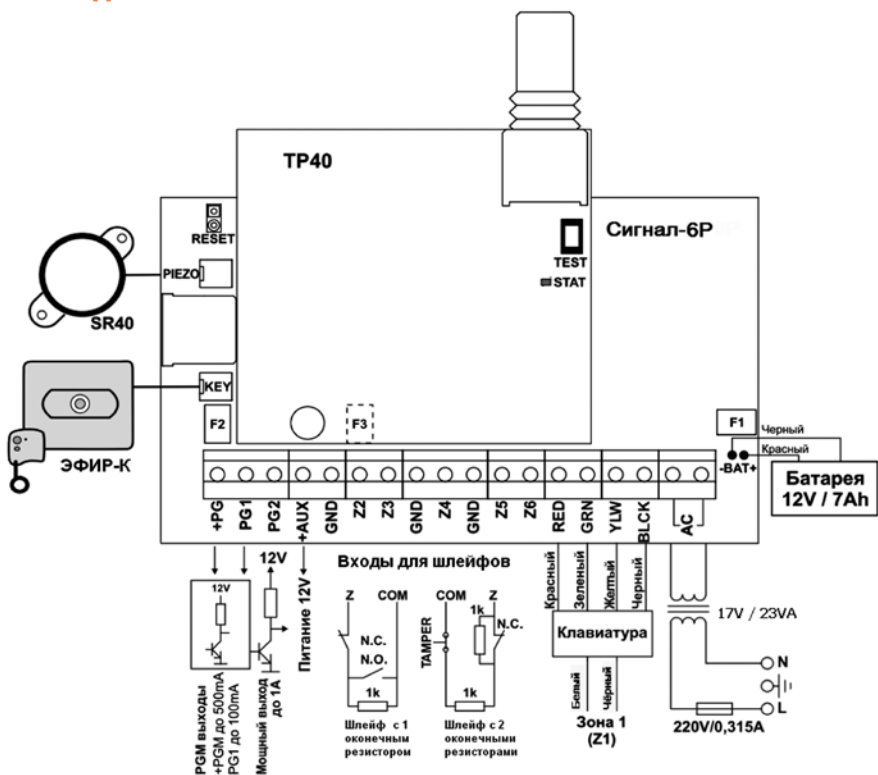 TP40
Сигнал-6Р
RESET
TEST
STAT
PIEZO
SR40
KEY
F2
F3
F1
ЭФИР-К
Черный
Красный
-BAT+
Батарея
12V / 7Ah
+PG
PG1
PG2
+AUX
GND
Z2
Z3
GND
Z4
GND
Z5
Z6
RED
GRN
YLW
BLCK
AC
12V
12V
Питание 12V
PGM выходы
+PGM до 500mA
PG1 до 100mA
Мощный выход
до 1А
Входы для шлейфов
Z COM
N.C.
N.O.
1k
Шлейф с 1
оконечным
резистором
COM Z
TAMPER
1k
N.C.
1k
Шлейф с 2
оконечными
резисторами
Красный
Зеленый
Желтый
Черный
Клавиатура
Белый
Чёрный
Зона 1
(Z1)
17V / 23VA
N
L
220V/0,315A